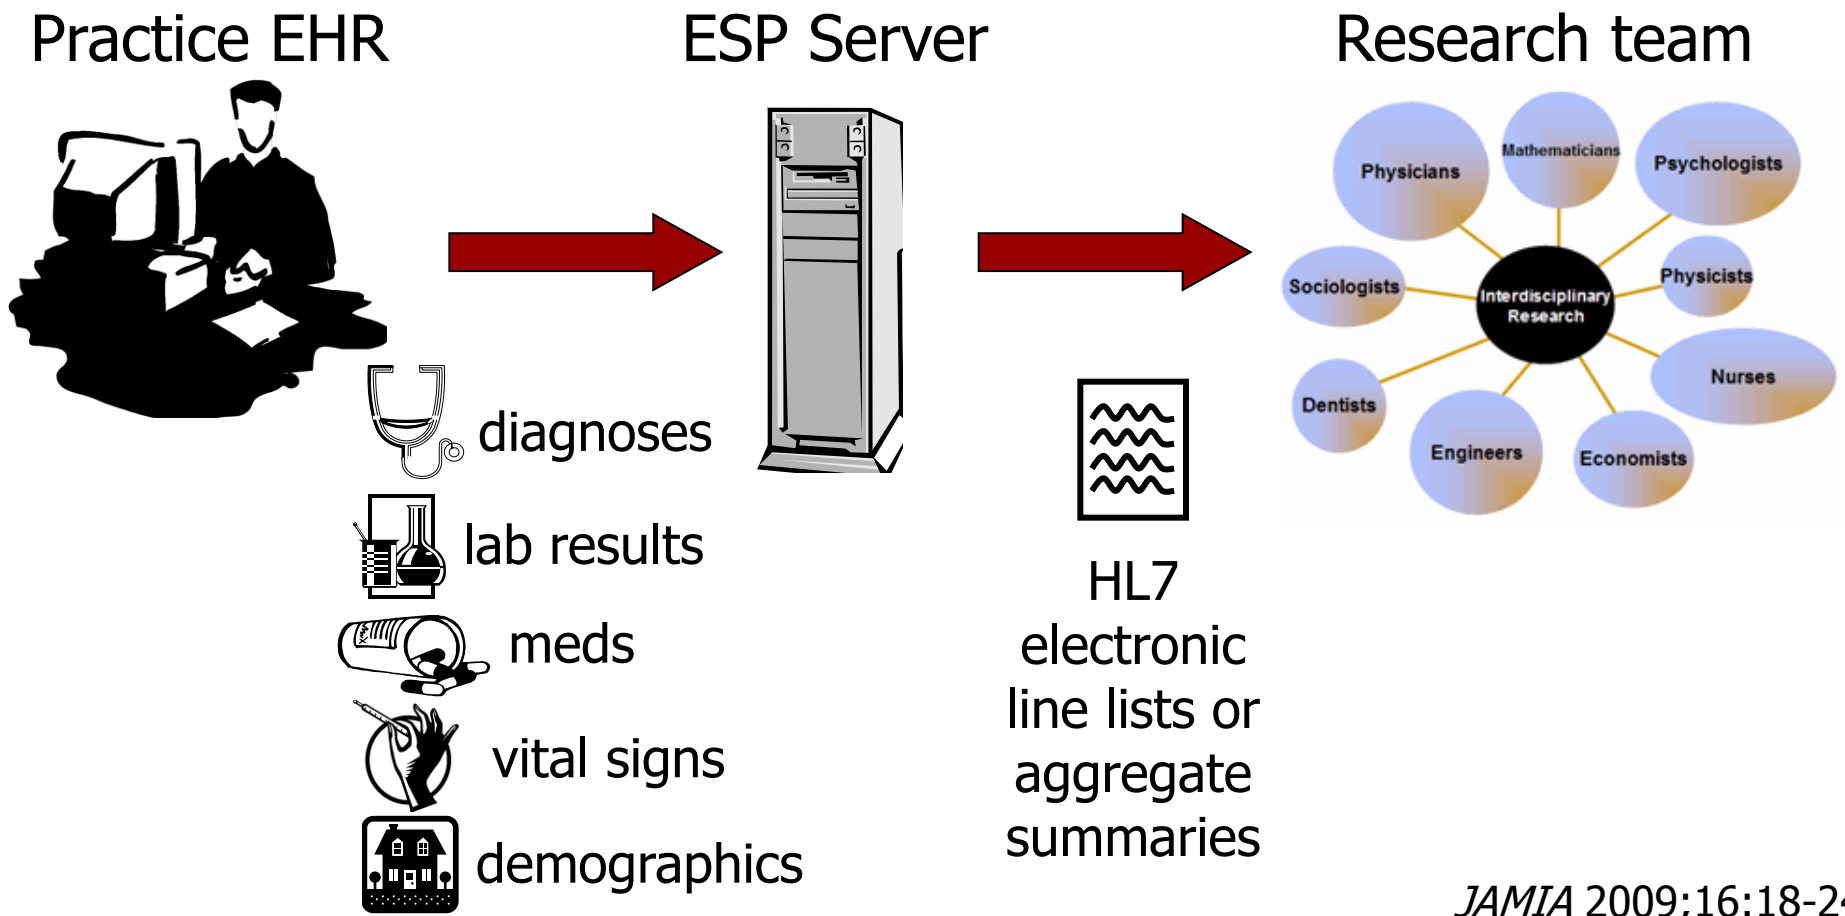 Practice EHR
ESP Server
Research team
Physicians
Mathematicians
Psychologists
Sociologists
Physicists
Interdisciplinary
Research
Nurses
Dentists
Engineers
Economists
diagnoses
lab results
meds
vital signs
demographics
HL7
electronic
line lists or
aggregate
summaries
JAMIA 2009;16:18-2